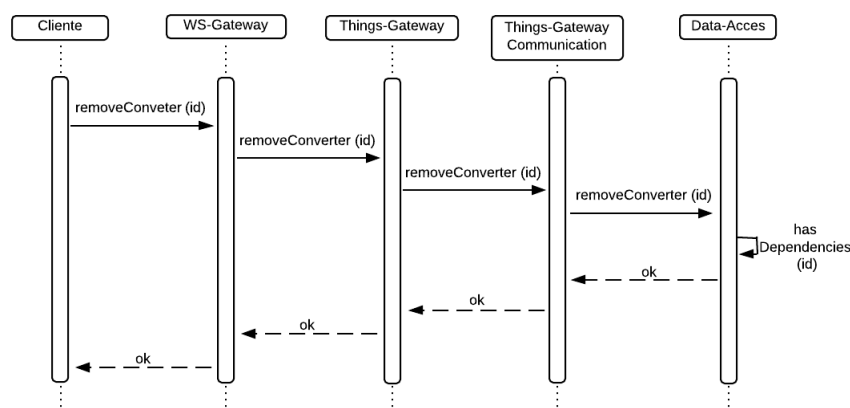 Cliente
WS-Gateway
Things-Gateway
Things-Gateway
Communication
Data-Acces
removeConveter (id)
removeConverter (id)
removeConverter (id)
removeConverter (id)
has
Dependencies
(id)
ok
ok
ok
ok